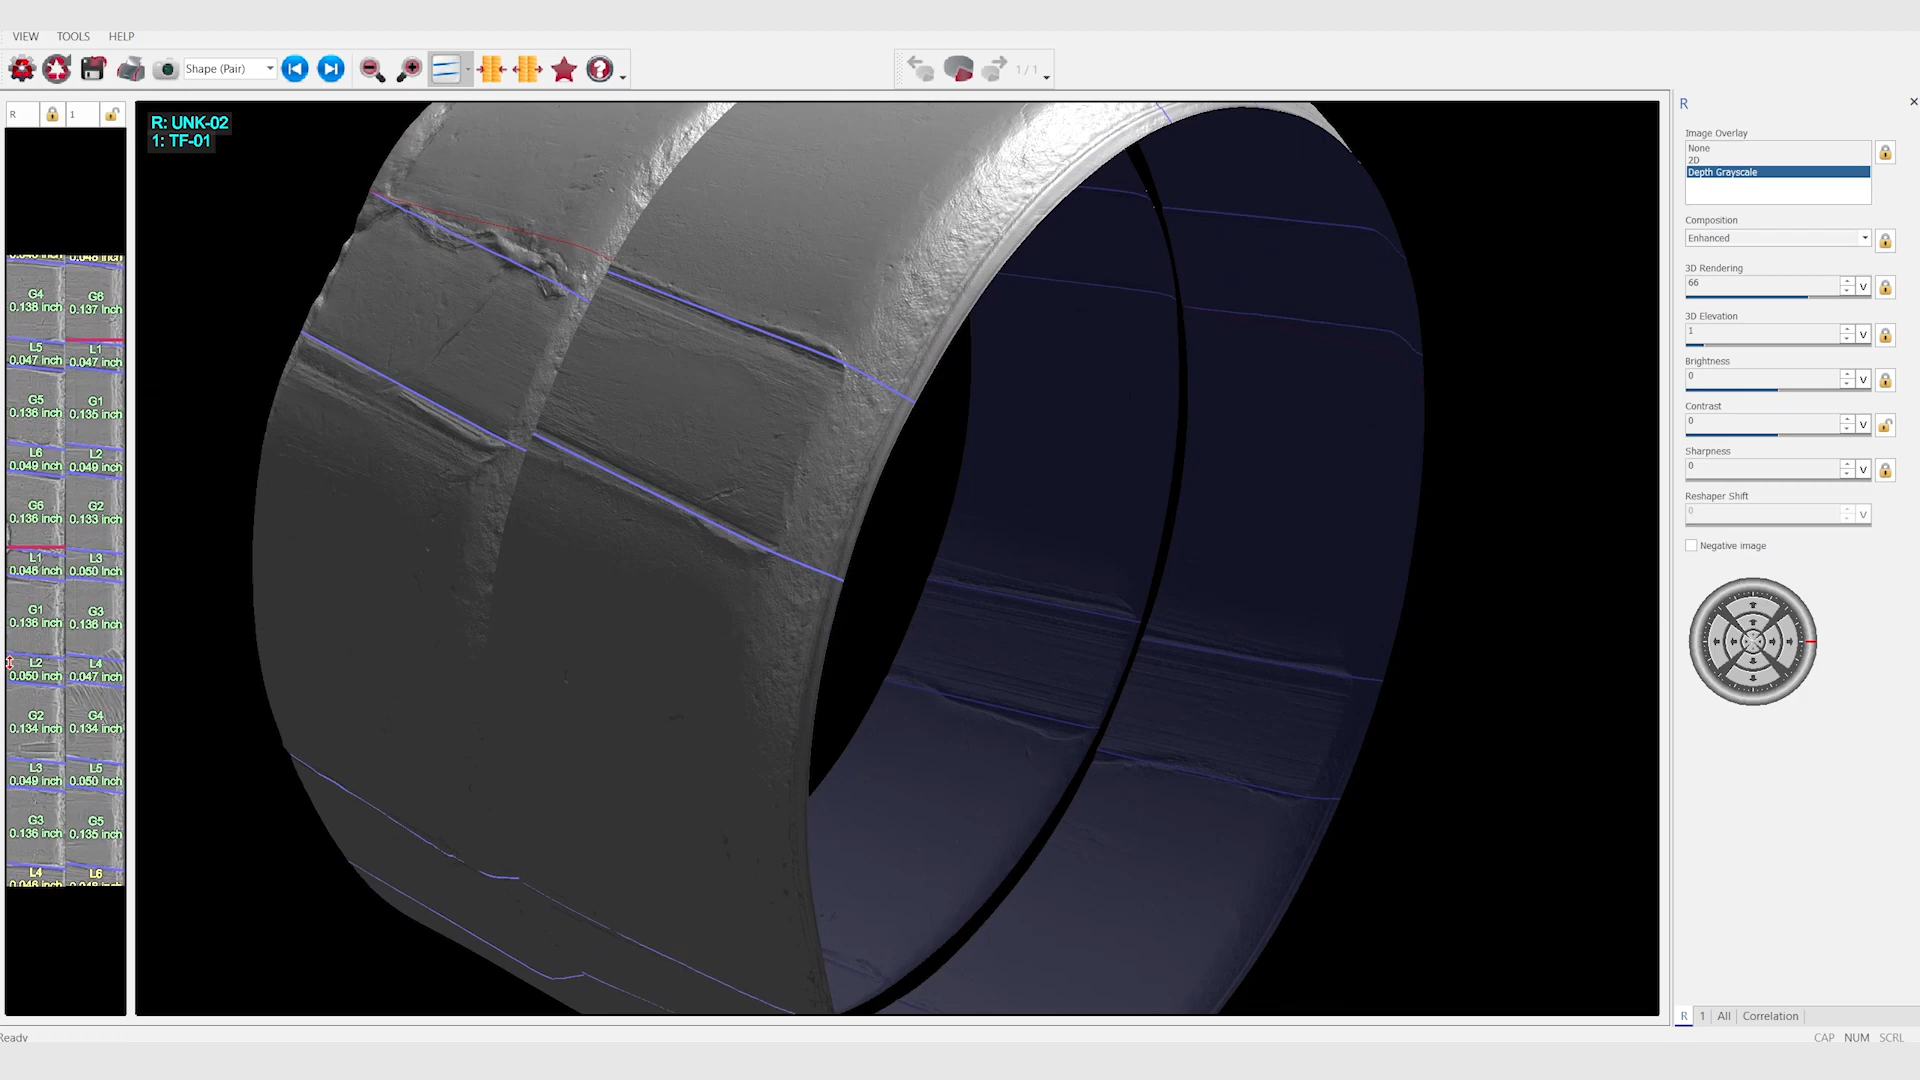 VIEW TOOLS HELP
Shape (Pair)
1 / 1
R 1
R: UNK-02
1: TF-01
G4 G6
0.138 inch 0.137 inch
L5 L1
0.047 inch 0.047 inch
G5 G1
0.136 inch 0.135 inch
L6 L2
0.049 inch 0.049 inch
G6 G2
0.136 inch 0.133 inch
L1 L3
0.046 inch 0.050 inch
G1 G3
0.136 inch 0.136 inch
L2 L4
0.050 inch 0.047 inch
G2 G4
0.134 inch 0.134 inch
L3 L5
0.049 inch 0.050 inch
G3 G5
0.136 inch 0.135 inch
L4 L6
R
Image Overlay
None
2D
Depth Grayscale
Composition
Enhanced
3D Rendering
66
V
3D Elevation
1
V
Brightness
0
V
Contrast
0
V
Sharpness
0
V
Reshaper Shift
0
V
Negative image
R 1 All Correlation
Ready
CAP NUM SCRL